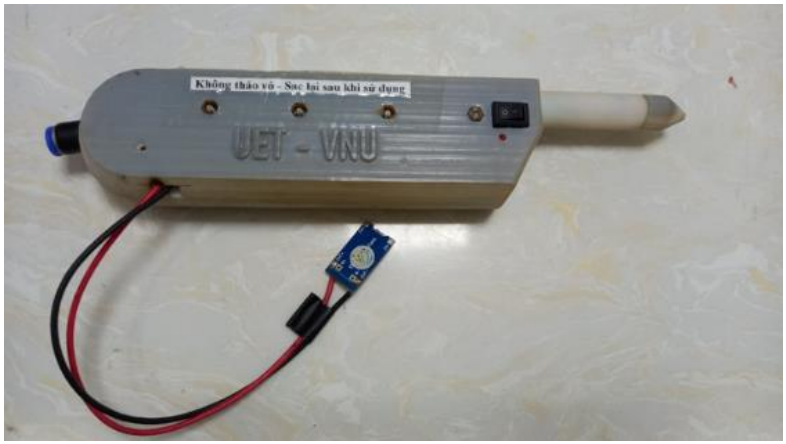 Không tháo vỏ - Sạc lại sau khi sử dụng
UET - VNU